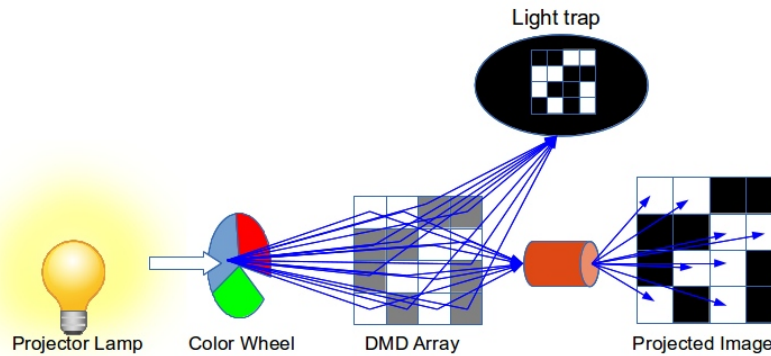 Light trap
Projector Lamp
Color Wheel
DMD Array
Projected Image